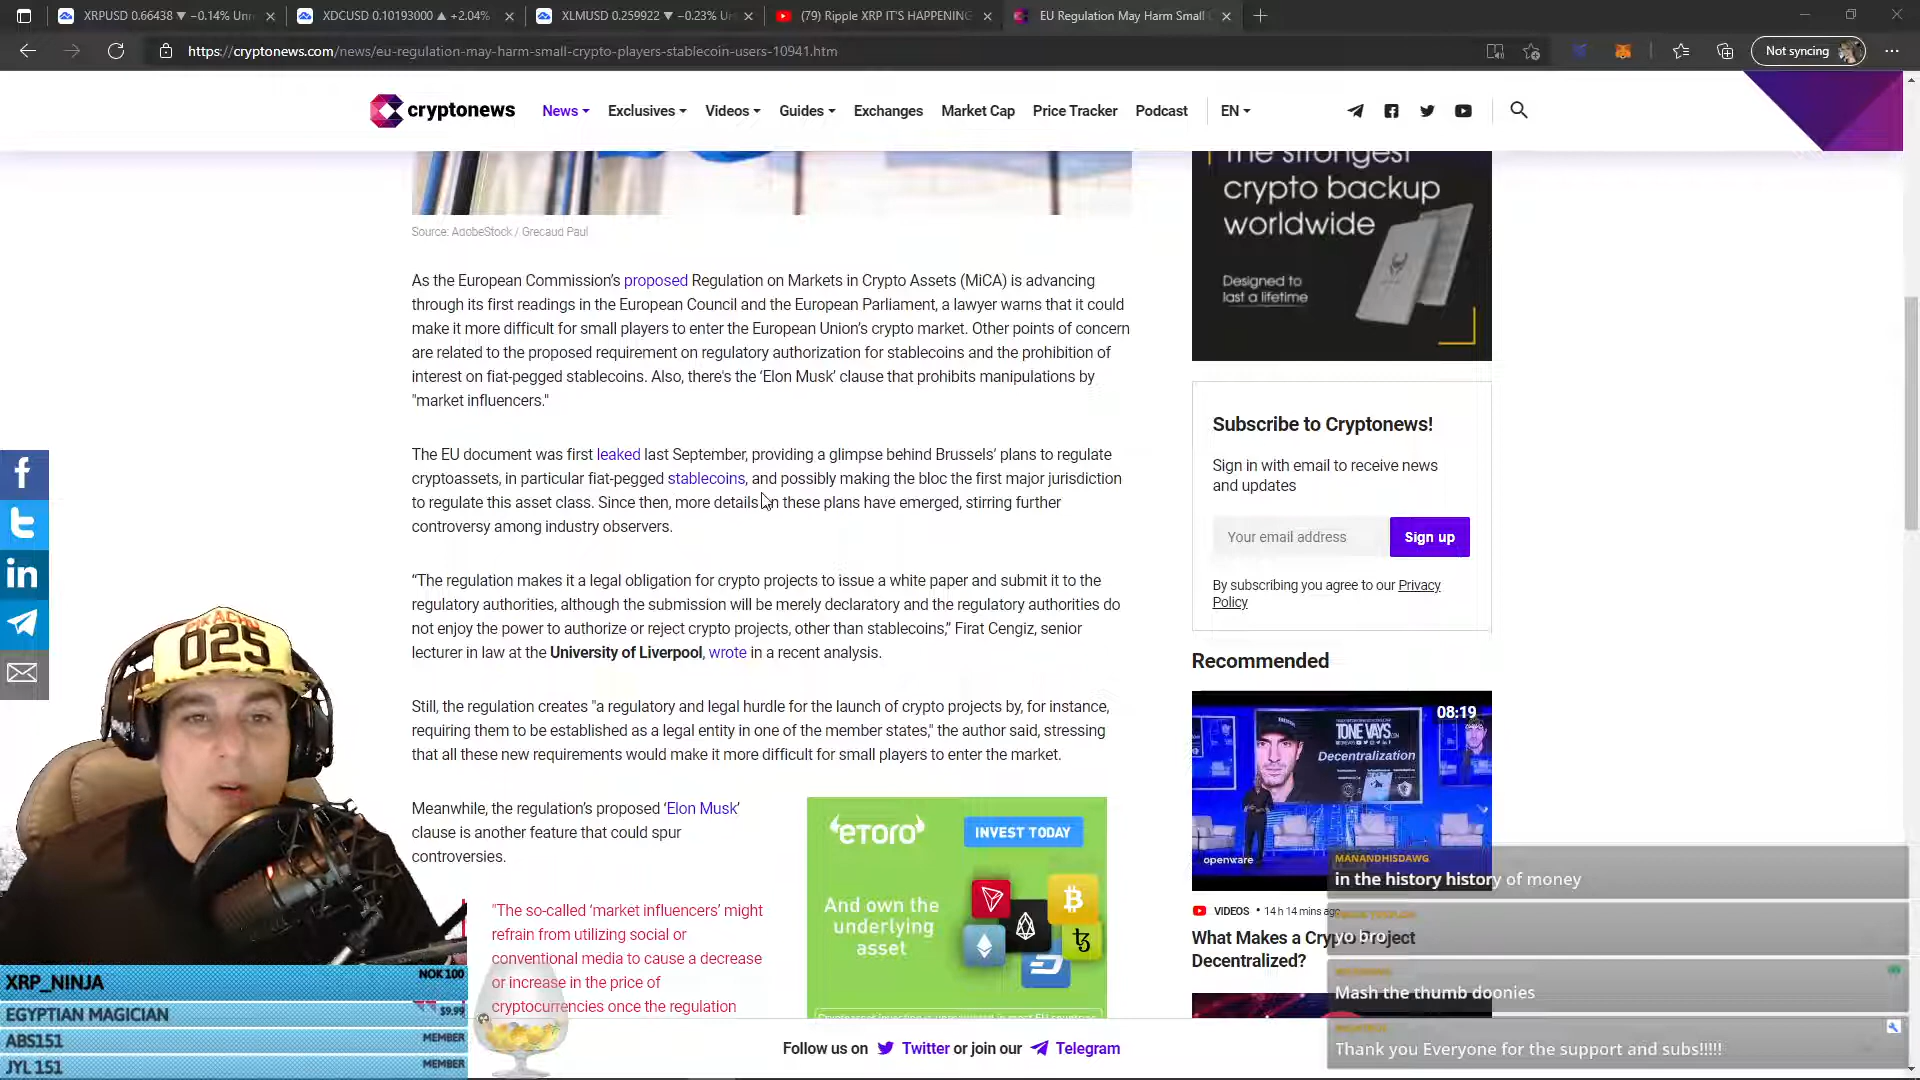 XRPUSD 0.66438 ▼ −0.14%
XDCUSD 0.10193000 ▲ +2.04%
XLMUSD 0.259922 ▼ −0.23%
(79) Ripple XRP IT'S HAPPENING
EU Regulation May Harm Small
https://cryptonews.com/news/eu-regulation-may-harm-small-crypto-players-stablecoin-users-10941.htm
Not syncing
cryptonews
News
Exclusives
Videos
Guides
Exchanges
Market Cap
Price Tracker
Podcast
EN
Source: AdobeStock / Grecaud Paul
As the European Commission's proposed Regulation on Markets in Crypto Assets (MiCA) is advancing
through its first readings in the European Council and the European Parliament, a lawyer warns that it could
make it more difficult for small players to enter the European Union's crypto market. Other points of concern
are related to the proposed requirement on regulatory authorization for stablecoins and the prohibition of
interest on fiat-pegged stablecoins. Also, there's the ‘Elon Musk’ clause that prohibits manipulations by
"market influencers."
The EU document was first leaked last September, providing a glimpse behind Brussels’ plans to regulate
cryptoassets, in particular fiat-pegged stablecoins, and possibly making the bloc the first major jurisdiction
to regulate this asset class. Since then, more details on these plans have emerged, stirring further
controversy among industry observers.
“The regulation makes it a legal obligation for crypto projects to issue a white paper and submit it to the
regulatory authorities, although the submission will be merely declaratory and the regulatory authorities do
not enjoy the power to authorize or reject crypto projects, other than stablecoins,” Firat Cengiz, senior
lecturer in law at the University of Liverpool, wrote in a recent analysis.
Still, the regulation creates "a regulatory and legal hurdle for the launch of crypto projects by, for instance,
requiring them to be established as a legal entity in one of the member states," the author said, stressing
that all these new requirements would make it more difficult for small players to enter the market.
Meanwhile, the regulation’s proposed ‘Elon Musk’
clause is another feature that could spur
controversies.
"The so-called ‘market influencers’ might
refrain from utilizing social or
conventional media to cause a decrease
or increase in the price of
cryptocurrencies once the regulation
eToro
INVEST TODAY
And own the
underlying
asset
The strongest
crypto backup
worldwide
Designed to
last a lifetime
Subscribe to Cryptonews!
Sign in with email to receive news
and updates
Your email address
Sign up
By subscribing you agree to our Privacy
Policy
Recommended
08:19
TONE VAYS
Decentralization
openware
VIDEOS • 14 h 14 mins ago
What Makes a Crypto Project
Decentralized?
MANANDHISDAWG
in the history history of money
yo bro
Mash the thumb doonies
Thank you Everyone for the support and subs!!!!!
Follow us on Twitter or join our Telegram
PIKACHU
025
XRP_NINJA
NOK 100
EGYPTIAN MAGICIAN
$9.99
ABS151
MEMBER
JYL 151
MEMBER